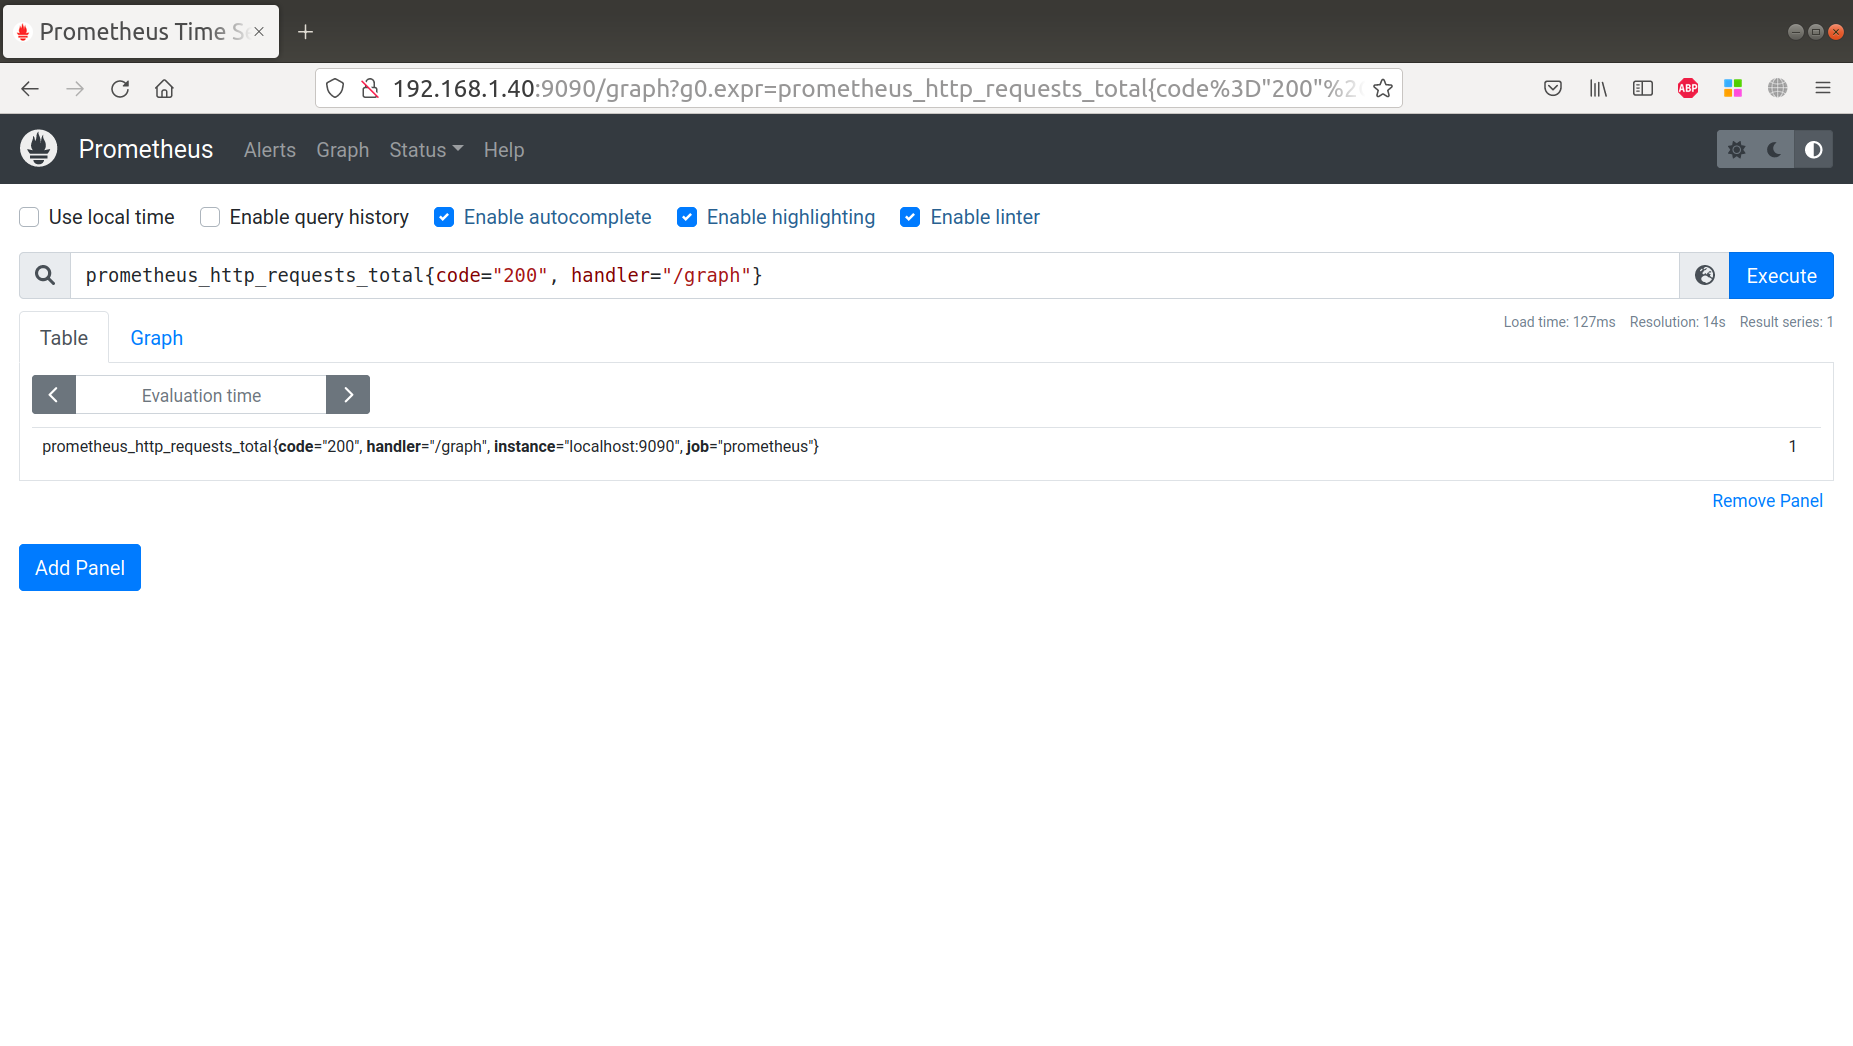 Prometheus Time Se
192.168.1.40:9090/graph?g0.expr=prometheus_http_requests_total{code%3D"200"%20
ABP
Prometheus Alerts Graph Status Help
Use local time Enable query history Enable autocomplete Enable highlighting Enable linter
prometheus_http_requests_total{code="200", handler="/graph"} Execute
Table Graph Load time: 127ms Resolution: 14s Result series: 1
Evaluation time
prometheus_http_requests_total{code="200", handler="/graph", instance="localhost:9090", job="prometheus"} 1
Remove Panel
Add Panel